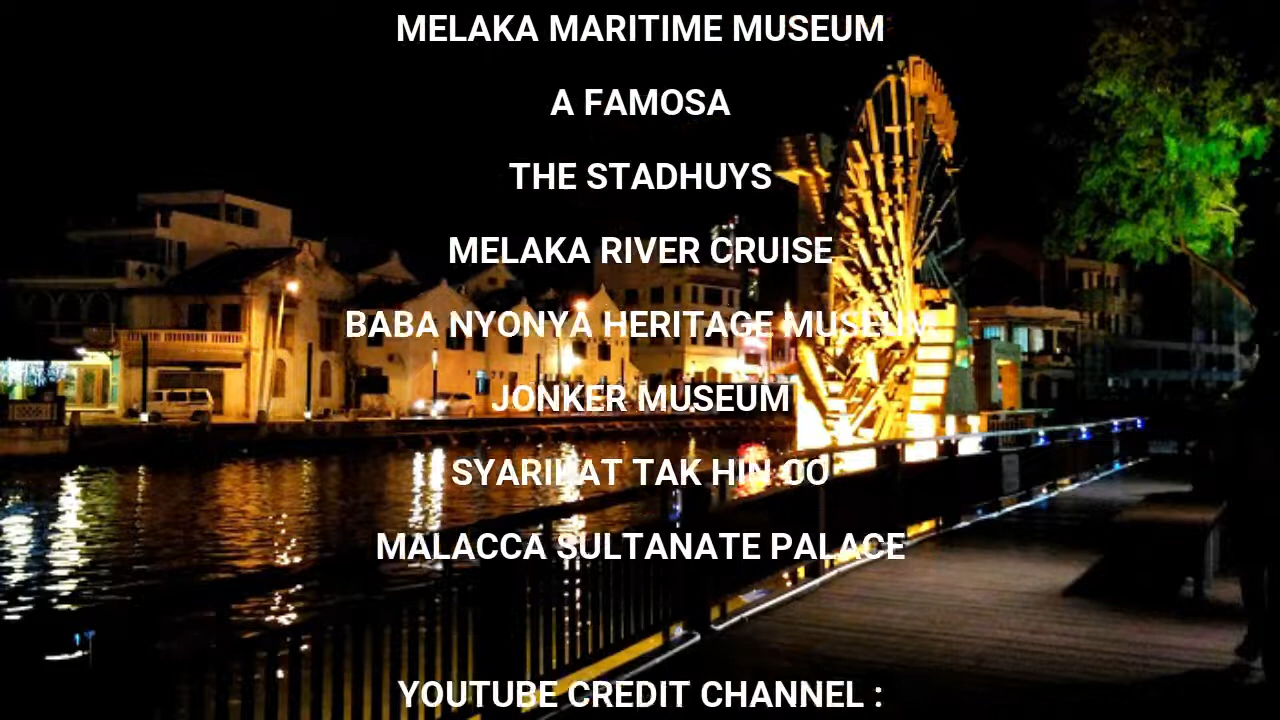 MELAKA MARITIME MUSEUM
A FAMOSA
THE STADHUYS
MELAKA RIVER CRUISE
BABA NYONYA HERITAGE MUSEUM
JONKER MUSEUM
SYARIKAT TAK HIN CO
MALACCA SULTANATE PALACE
YOUTUBE CREDIT CHANNEL :